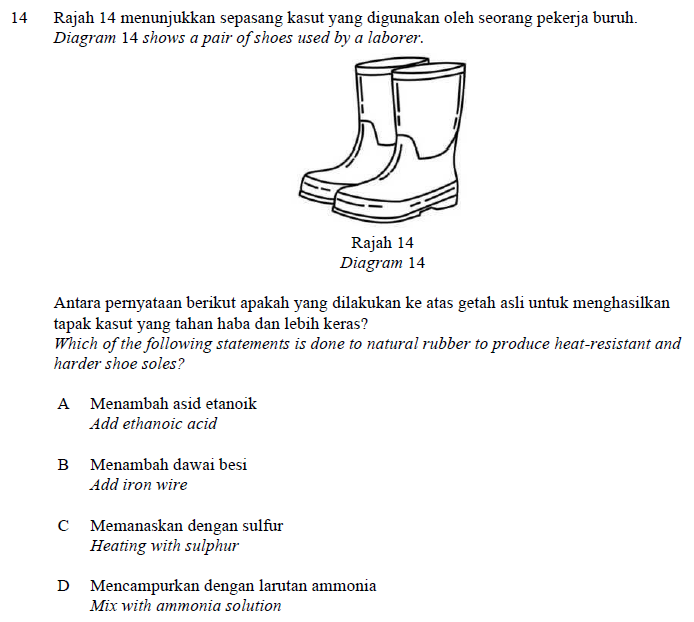 14 Rajah 14 menunjukkan sepasang kasut yang digunakan oleh seorang pekerja buruh.
Diagram 14 shows a pair of shoes used by a laborer.
Rajah 14
Diagram 14
Antara pernyataan berikut apakah yang dilakukan ke atas getah asli untuk menghasilkan
tapak kasut yang tahan haba dan lebih keras?
Which of the following statements is done to natural rubber to produce heat-resistant and
harder shoe soles?
A Menambah asid etanoik
Add ethanoic acid
B Menambah dawai besi
Add iron wire
C Memanaskan dengan sulfur
Heating with sulphur
D Mencampurkan dengan larutan ammonia
Mix with ammonia solution